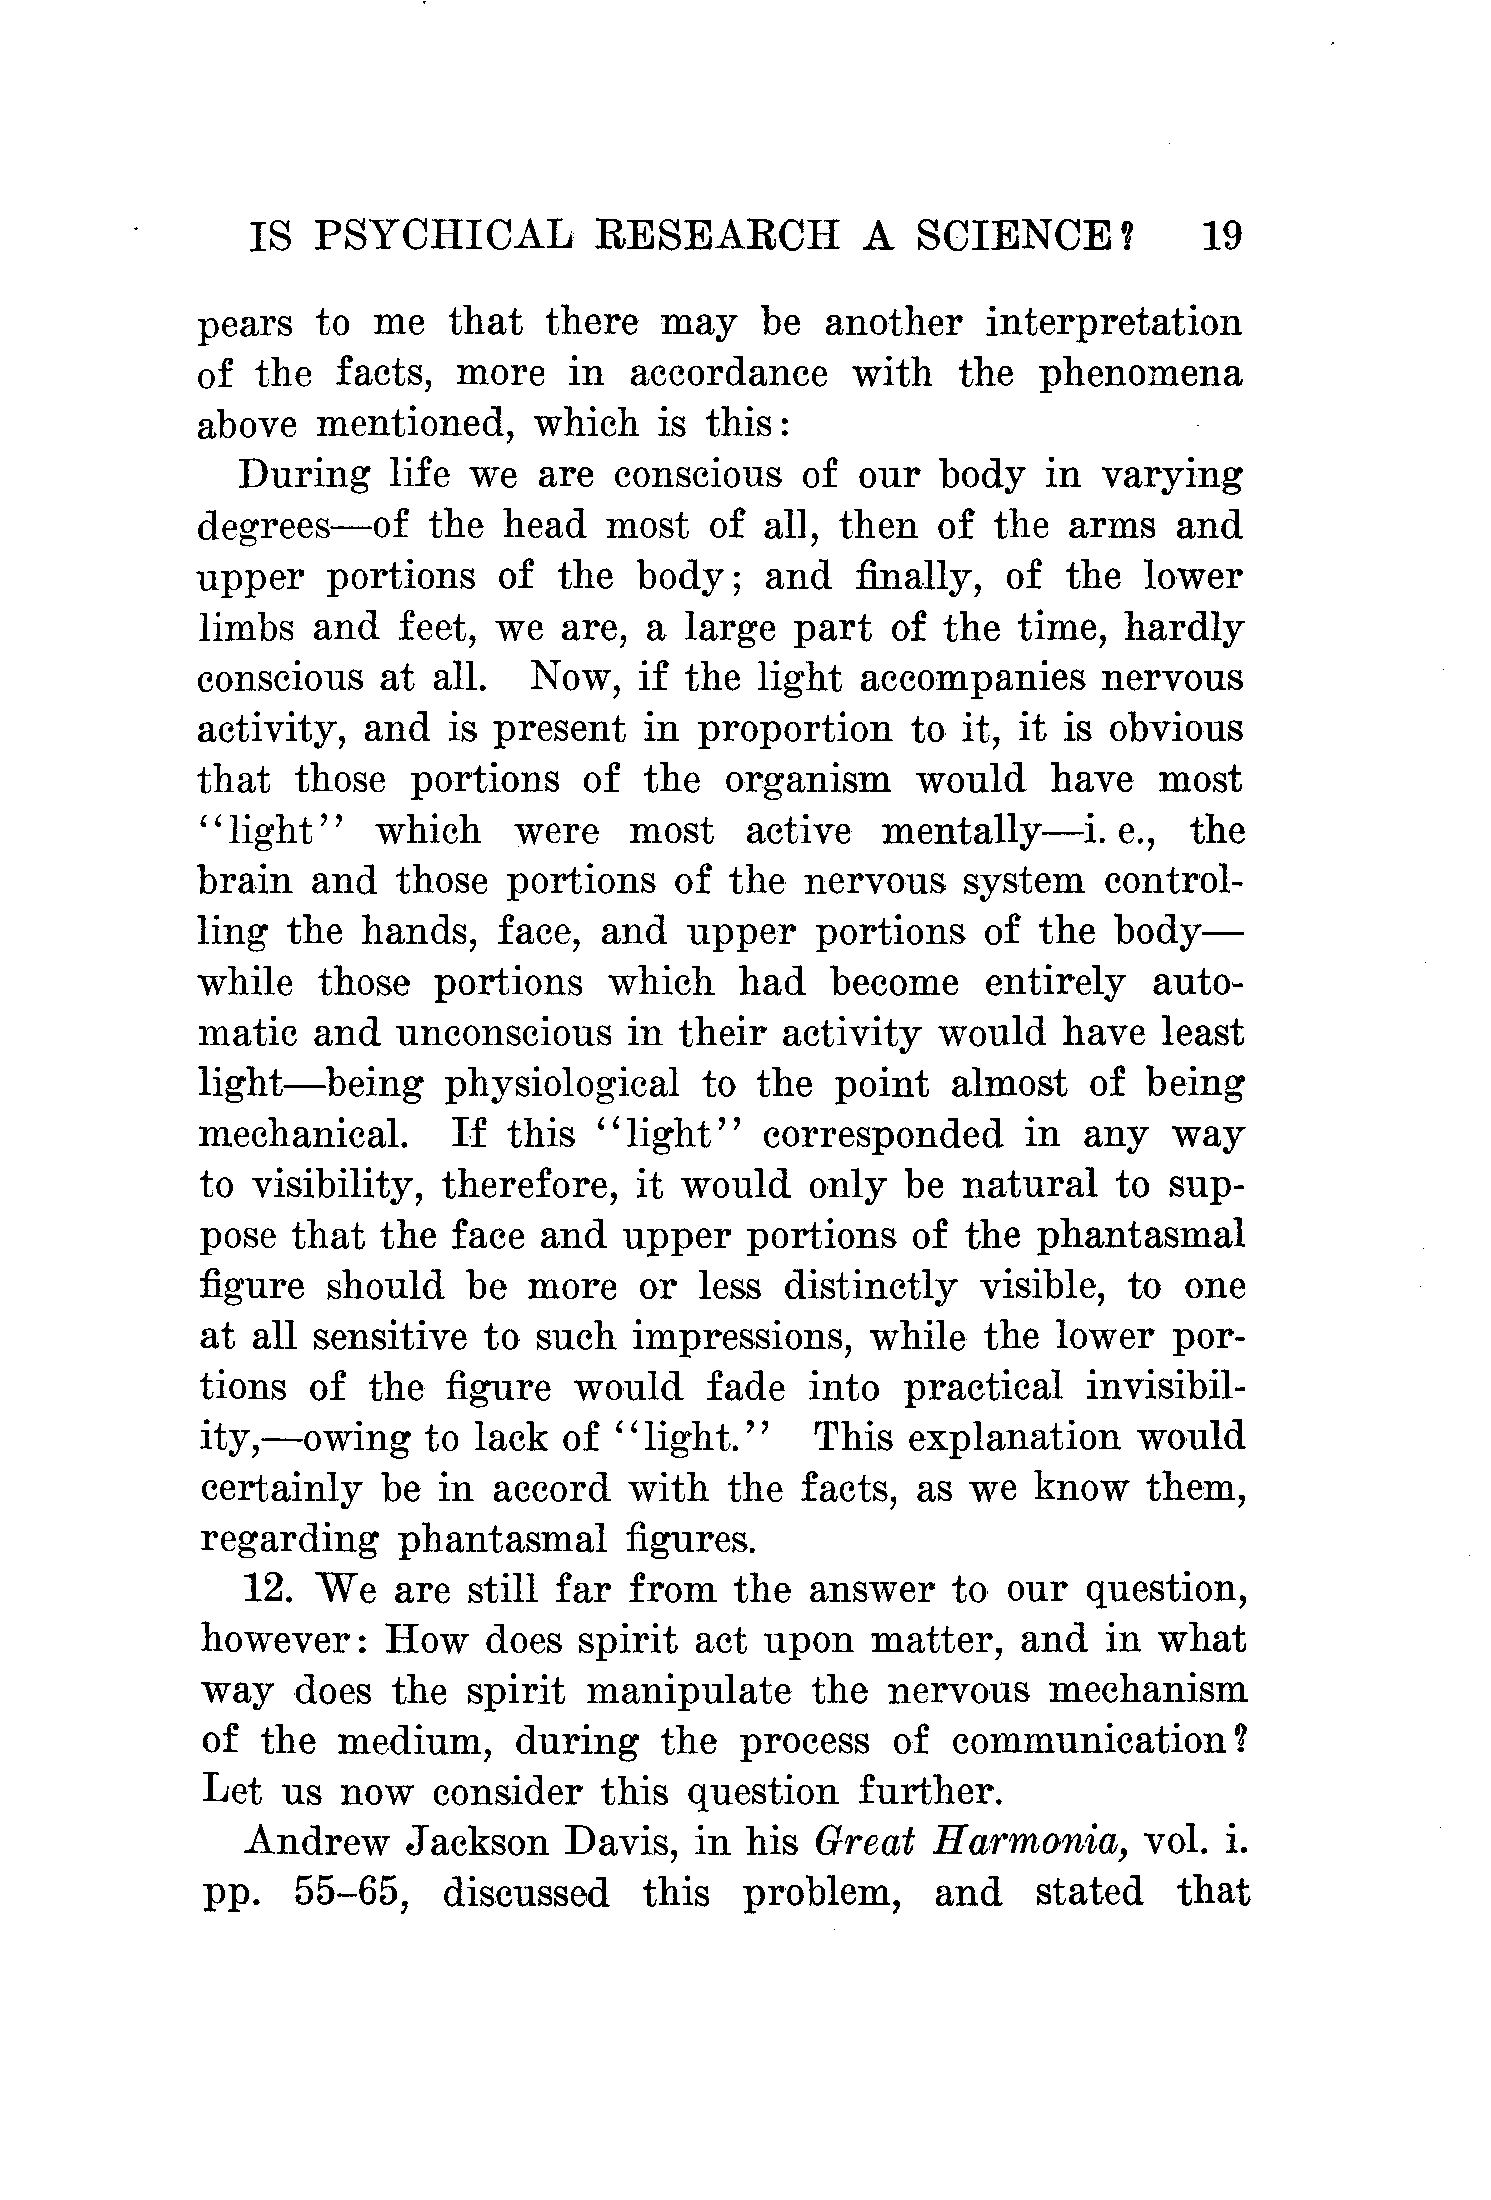 IS PSYCHICAL RESEARCH A SCIENCE? 19
pears to me that there may be another interpretation
of the facts, more in accordance with the phenomena
above mentioned, which is this:
During life we are conscious of our body in varying
degrees—of the head most of all, then of the arms and
upper portions of the body; and finally, of the lower
limbs and feet, we are, a large part of the time, hardly
conscious at all. Now, if the light accompanies nervous
activity, and is present in proportion to it, it is obvious
that those portions of the organism would have most
"light" which were most active mentally—i. e., the
brain and those portions of the nervous system control-
ling the hands, face, and upper portions of the body—
while those portions which had become entirely auto-
matic and unconscious in their activity would have least
light—being physiological to the point almost of being
mechanical. If this "light" corresponded in any way
to visibility, therefore, it would only be natural to sup-
pose that the face and upper portions of the phantasmal
figure should be more or less distinctly visible, to one
at all sensitive to such impressions, while the lower por-
tions of the figure would fade into practical invisibil-
ity,—owing to lack of "light." This explanation would
certainly be in accord with the facts, as we know them,
regarding phantasmal figures.
12. We are still far from the answer to our question,
however: How does spirit act upon matter, and in what
way does the spirit manipulate the nervous mechanism
of the medium, during the process of communication?
Let us now consider this question further.
Andrew Jackson Davis, in his Great Harmonia, vol. i.
pp. 55–65, discussed this problem, and stated that